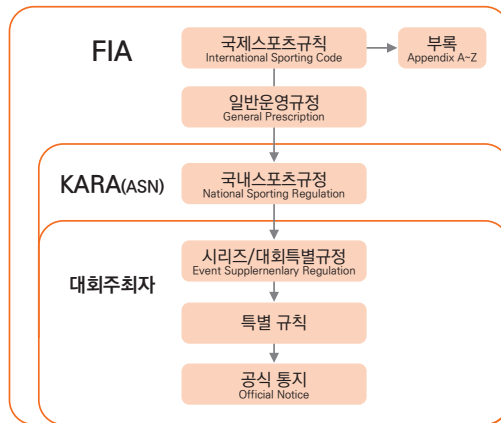 FIA
국제스포츠규칙
International Sporting Code
부록
Appendix A~Z
일반운영규정
General Prescription
KARA(ASN)
국내스포츠규정
National Sporting Regulation
대회주최자
시리즈/대회특별규정
Event Supplernenlary Regulation
특별 규칙
공식 통지
Official Notice